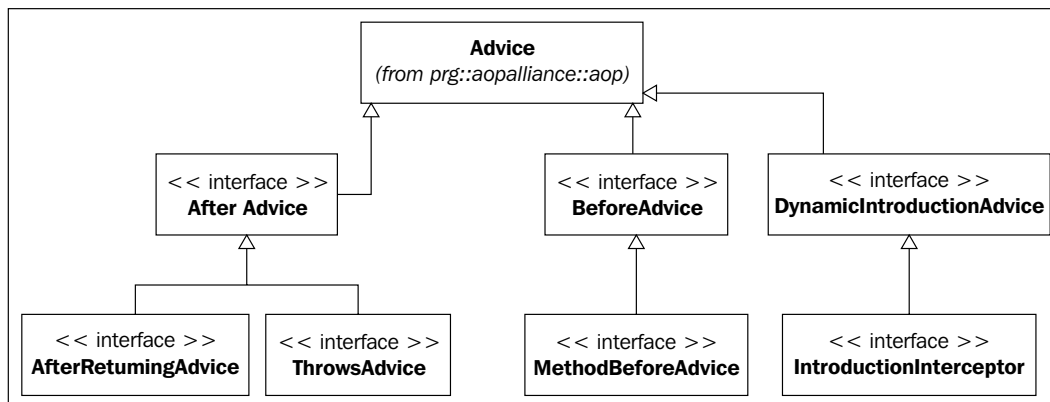 Advice
(from prg::aopalliance::aop)
<< interface >>
After Advice
<< interface >>
BeforeAdvice
<< interface >>
DynamicIntroductionAdvice
<< interface >>
AfterRetumingAdvice
<< interface >>
ThrowsAdvice
<< interface >>
MethodBeforeAdvice
<< interface >>
IntroductionInterceptor